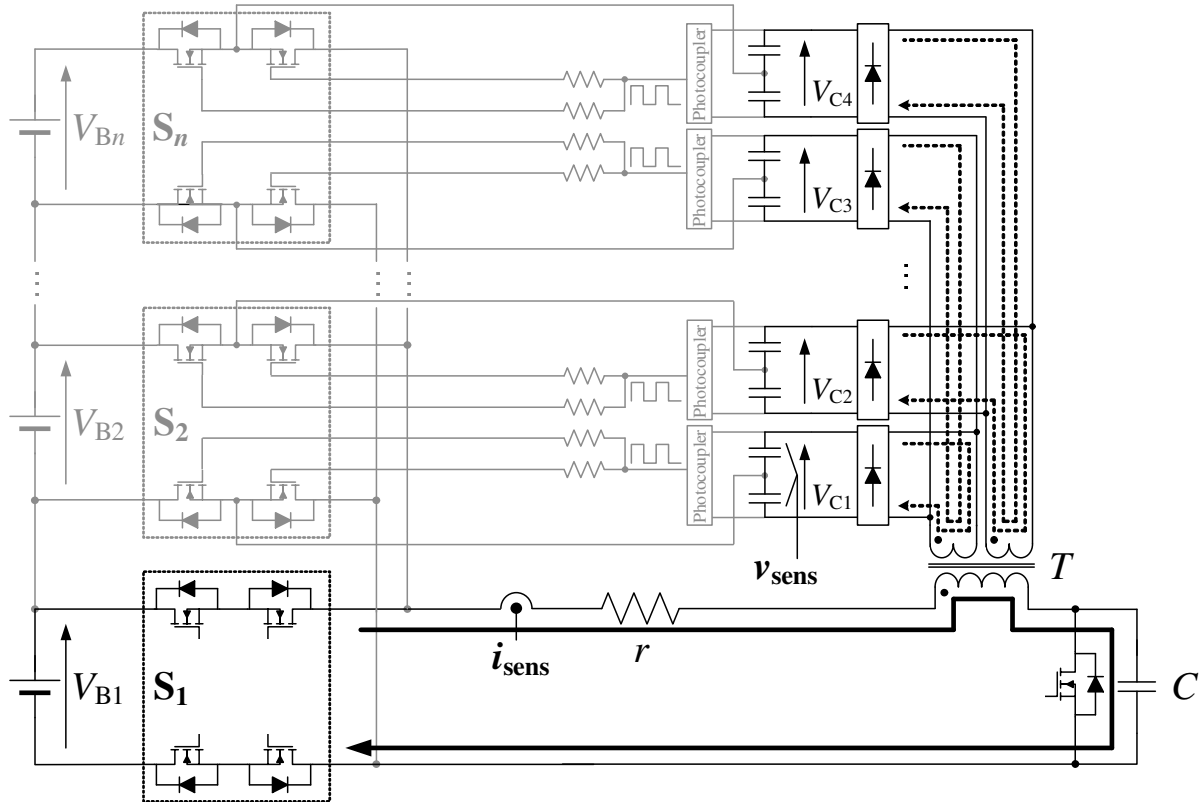 V_Bn
S_n
Photocoupler
V_C4
Photocoupler
V_C3
V_B2
S_2
Photocoupler
V_C2
Photocoupler
V_C1
v_sens
T
V_B1
S_1
i_sens
r
C